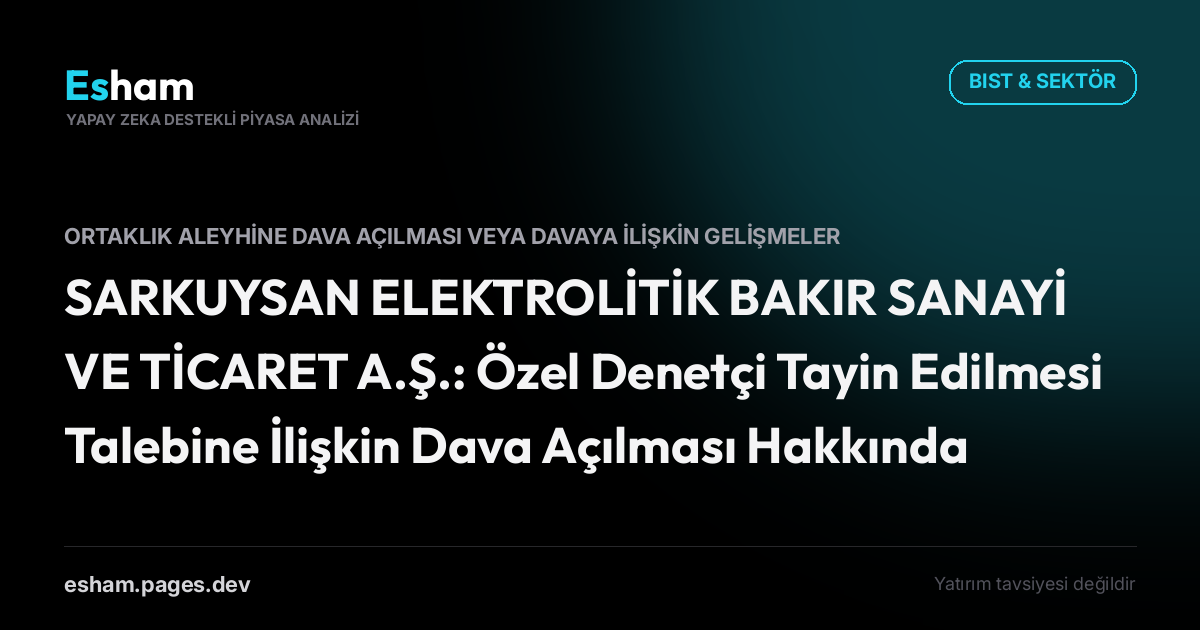 Esham
BIST & SEKTÖR
YAPAY ZEKA DESTEKLİ PİYASA ANALİZİ
ORTAKLIK ALEYHİNE DAVA AÇILMASI VEYA DAVAYA İLİŞKİN GELİŞMELER
SARKUYSAN ELEKTROLİTİK BAKIR SANAYİ
VE TİCARET A.Ş.: Özel Denetçi Tayin Edilmesi
Talebine İlişkin Dava Açılması Hakkında
esham.pages.dev
Yatırım tavsiyesi değildir